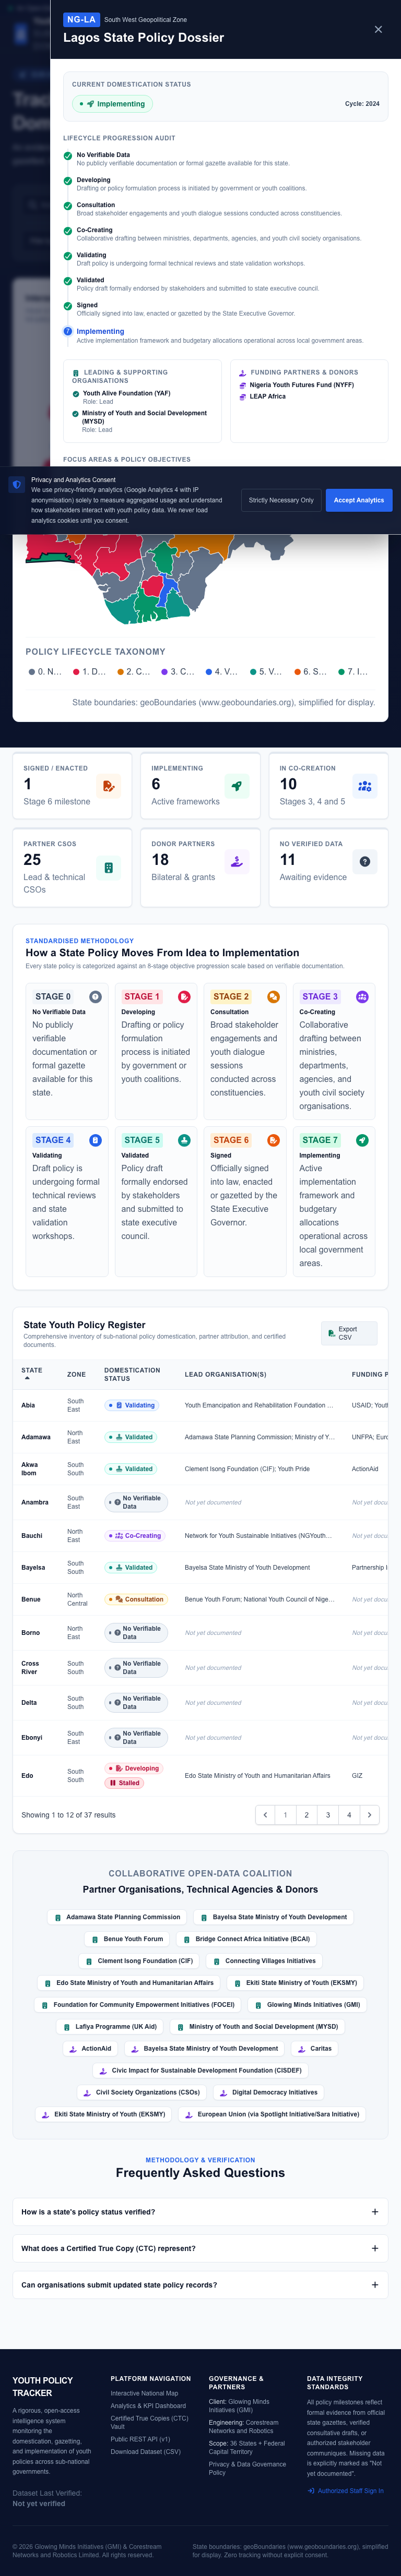 NG-LA South West Geopolitical Zone
Lagos State Policy Dossier
CURRENT DOMESTICATION STATUS
Implementing
Cycle: 2024
LIFECYCLE PROGRESSION AUDIT
No Verifiable Data
No publicly verifiable documentation or formal gazette available for this state.
Developing
Drafting or policy formulation process is initiated by government or youth coalitions.
Consultation
Broad stakeholder engagements and youth dialogue sessions conducted across constituencies.
Co-Creating
Collaborative drafting between ministries, departments, agencies, and youth civil society organisations.
Validating
Draft policy is undergoing formal technical reviews and state validation workshops.
Validated
Policy draft formally endorsed by stakeholders and submitted to state executive council.
Signed
Officially signed into law, enacted or gazetted by the State Executive Governor.
7 Implementing
Active implementation framework and budgetary allocations operational across local government areas.
LEADING & SUPPORTING
ORGANISATIONS
Youth Alive Foundation (YAF)
Role: Lead
Ministry of Youth and Social Development
(MYSD)
Role: Lead
FUNDING PARTNERS & DONORS
Nigeria Youth Futures Fund (NYFF)
LEAP Africa
FOCUS AREAS & POLICY OBJECTIVES
Privacy and Analytics Consent
We use privacy-friendly analytics (Google Analytics 4 with IP
anonymisation) solely to measure aggregated usage and understand
how stakeholders interact with youth policy data. We never load
analytics cookies until you consent.
Strictly Necessary Only
Accept Analytics
POLICY LIFECYCLE TAXONOMY
0. N... 1. D... 2. C... 3. C... 4. V... 5. V... 6. S... 7. I...
State boundaries: geoBoundaries (www.geoboundaries.org), simplified for display.
SIGNED / ENACTED
1
Stage 6 milestone
IMPLEMENTING
6
Active frameworks
IN CO-CREATION
10
Stages 3, 4 and 5
PARTNER CSOS
25
Lead & technical
CSOs
DONOR PARTNERS
18
Bilateral & grants
NO VERIFIED DATA
11
Awaiting evidence
STANDARDISED METHODOLOGY
How a State Policy Moves From Idea to Implementation
Every state policy is categorized against an 8-stage objective progression scale based on verifiable documentation.
STAGE 0
No Verifiable Data
No publicly
verifiable
documentation or
formal gazette
available for this
state.
STAGE 1
Developing
Drafting or policy
formulation
process is initiated
by government or
youth coalitions.
STAGE 2
Consultation
Broad stakeholder
engagements and
youth dialogue
sessions
conducted across
constituencies.
STAGE 3
Co-Creating
Collaborative
drafting between
ministries,
departments,
agencies, and
youth civil society
organisations.
STAGE 4
Validating
Draft policy is
undergoing formal
technical reviews
and state
validation
workshops.
STAGE 5
Validated
Policy draft
formally endorsed
by stakeholders
and submitted to
state executive
council.
STAGE 6
Signed
Officially signed
into law, enacted
or gazetted by the
State Executive
Governor.
STAGE 7
Implementing
Active
implementation
framework and
budgetary
allocations
operational across
local government
areas.
State Youth Policy Register
Comprehensive inventory of sub-national policy domestication, partner attribution, and certified
documents.
Export
CSV
STATE ZONE DOMESTICATION STATUS LEAD ORGANISATION(S) FUNDING P
Abia South East Validating Youth Emancipation and Rehabilitation Foundation ... USAID; Yout
Adamawa North East Validated Adamawa State Planning Commission; Ministry of Y... UNFPA; Euro
Akwa Ibom South South Validated Clement Isong Foundation (CIF); Youth Pride ActionAid
Anambra South East No Verifiable Data Not yet documented Not yet docu
Bauchi North East Co-Creating Network for Youth Sustainable Initiatives (NGYouth... Not yet docu
Bayelsa South South Validated Bayelsa State Ministry of Youth Development Partnership I
Benue North Central Consultation Benue Youth Forum; National Youth Council of Nige... Not yet docu
Borno North East No Verifiable Data Not yet documented Not yet docu
Cross River South South No Verifiable Data Not yet documented Not yet docu
Delta South South No Verifiable Data Not yet documented Not yet docu
Ebonyi South East No Verifiable Data Not yet documented Not yet docu
Edo South South Developing Stalled Edo State Ministry of Youth and Humanitarian Affairs GIZ
Showing 1 to 12 of 37 results
1 2 3 4
COLLABORATIVE OPEN-DATA COALITION
Partner Organisations, Technical Agencies & Donors
Adamawa State Planning Commission Bayelsa State Ministry of Youth Development
Benue Youth Forum Bridge Connect Africa Initiative (BCAI)
Clement Isong Foundation (CIF) Connecting Villages Initiatives
Edo State Ministry of Youth and Humanitarian Affairs Ekiti State Ministry of Youth (EKSMY)
Foundation for Community Empowerment Initiatives (FOCEI) Glowing Minds Initiatives (GMI)
Lafiya Programme (UK Aid) Ministry of Youth and Social Development (MYSD)
ActionAid Bayelsa State Ministry of Youth Development Caritas
Civic Impact for Sustainable Development Foundation (CISDEF)
Civil Society Organizations (CSOs) Digital Democracy Initiatives
Ekiti State Ministry of Youth (EKSMY) European Union (via Spotlight Initiative/Sara Initiative)
METHODOLOGY & VERIFICATION
Frequently Asked Questions
How is a state's policy status verified?
What does a Certified True Copy (CTC) represent?
Can organisations submit updated state policy records?
YOUTH POLICY
TRACKER
A rigorous, open-access
intelligence system
monitoring the
domestication, gazetting,
and implementation of youth
policies across sub-national
governments.
Dataset Last Verified:
Not yet verified
PLATFORM NAVIGATION
Interactive National Map
Analytics & KPI Dashboard
Certified True Copies (CTC)
Vault
Public REST API (v1)
Download Dataset (CSV)
GOVERNANCE &
PARTNERS
Client: Glowing Minds
Initiatives (GMI)
Engineering: Corestream
Networks and Robotics
Scope: 36 States + Federal
Capital Territory
Privacy & Data Governance
Policy
DATA INTEGRITY
STANDARDS
All policy milestones reflect
formal evidence from official
state gazettes, verified
consultative drafts, or
authorized stakeholder
communiques. Missing data
is explicitly marked as "Not
yet documented".
Authorized Staff Sign In
© 2026 Glowing Minds Initiatives (GMI) & Corestream
Networks and Robotics Limited. All rights reserved.
State boundaries: geoBoundaries (www.geoboundaries.org), simplified
for display. Zero tracking without explicit consent.